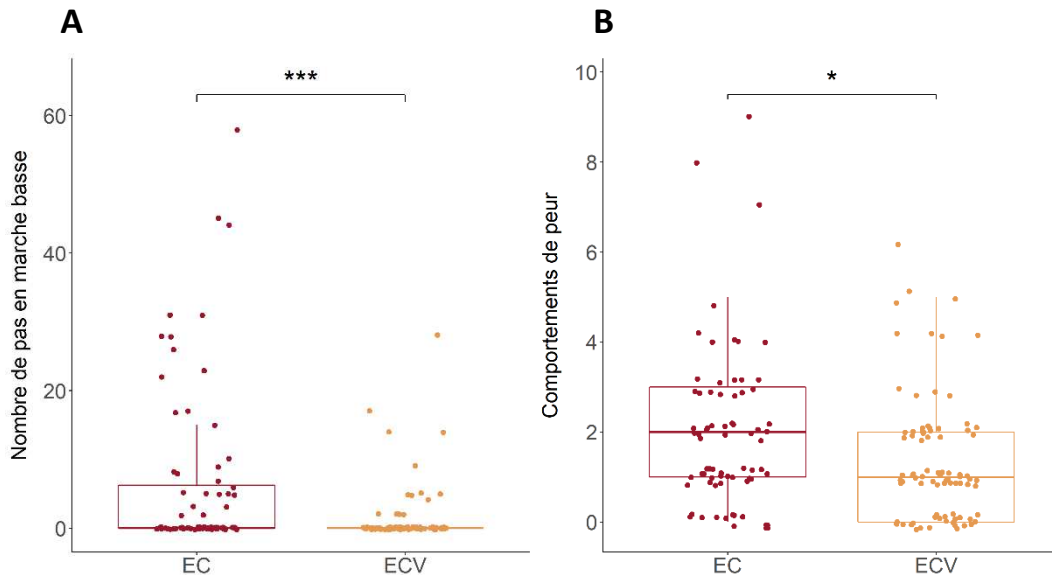 A
Nombre de pas en marche basse
60
40
20
0
***
EC
ECV
B
Comportements de peur
10
8
6
4
2
0
*
EC
ECV